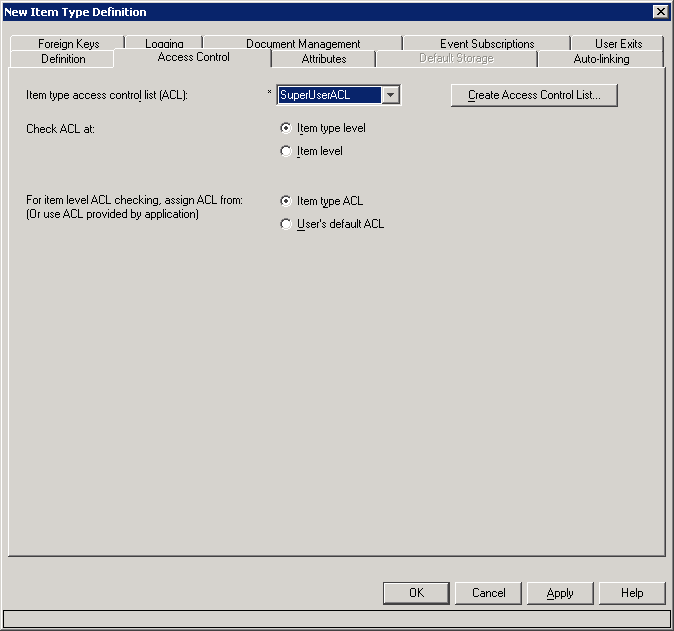 New Item Type Definition
Foreign Keys Logging Document Management Event Subscriptions User Exits
Definition Access Control Attributes Default Storage Auto-linking
Item type access control list (ACL): * SuperUserACL Create Access Control List...
Check ACL at: Item type level
Item level
For item level ACL checking, assign ACL from: Item type ACL
(Or use ACL provided by application)
User's default ACL
OK Cancel Apply Help